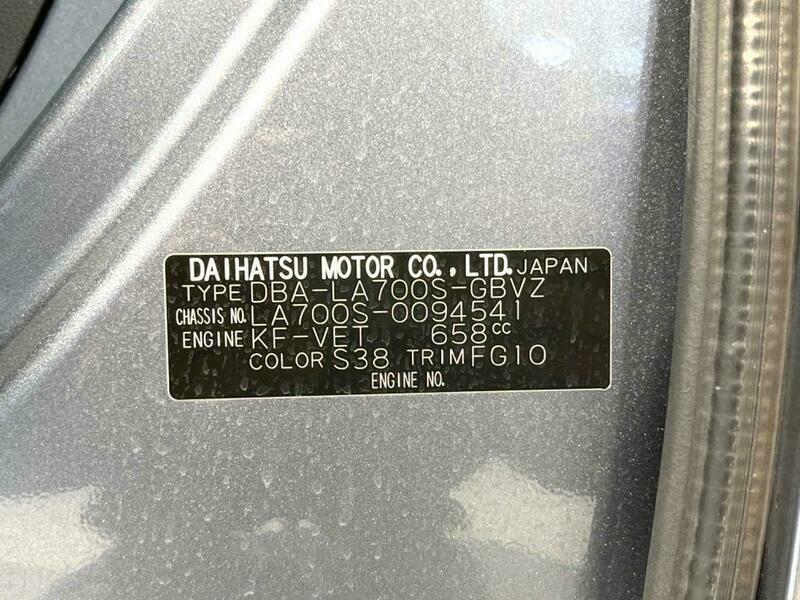 DAIHATSU MOTOR CO.,LTD. JAPAN
TYPE DBA-LA700S-GBVZ
CHASSIS NO. LA700S-0094541
ENGINE KF-VET 658cc
COLOR S38 TRIM FG10
ENGINE NO.